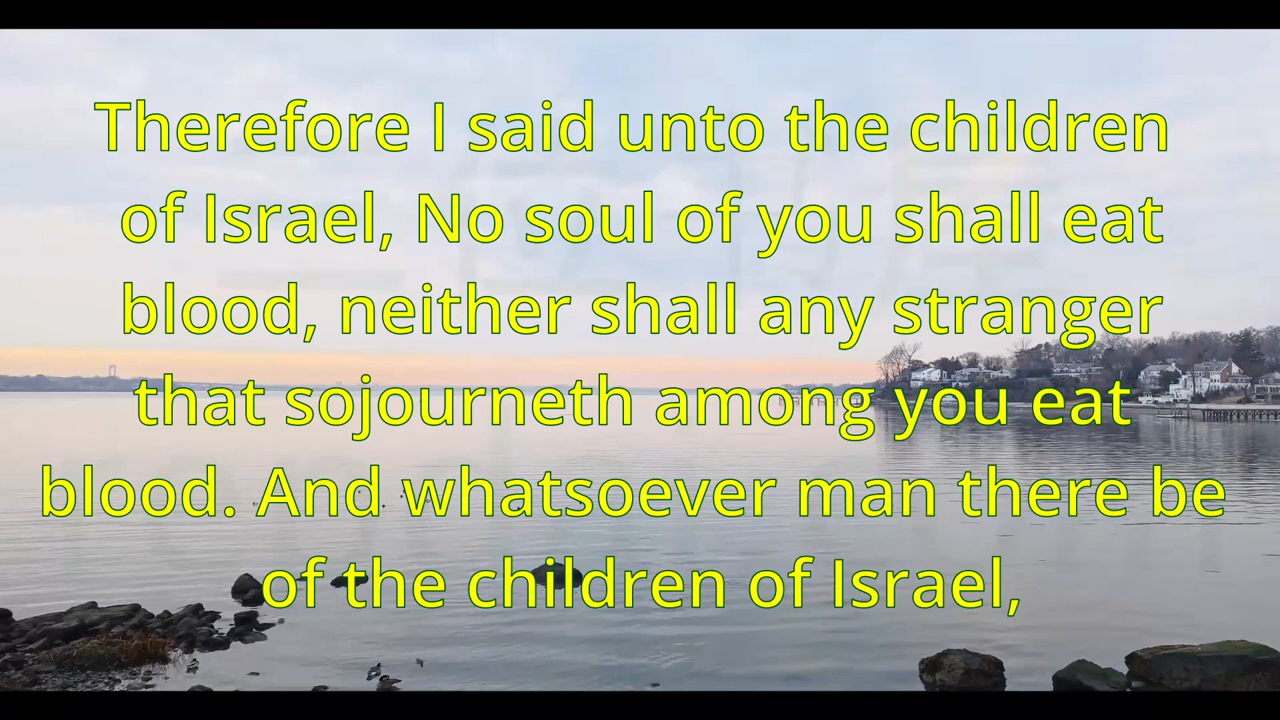 Therefore I said unto the children
of Israel, No soul of you shall eat
blood, neither shall any stranger
that sojourneth among you eat
blood. And whatsoever man there be
of the children of Israel,